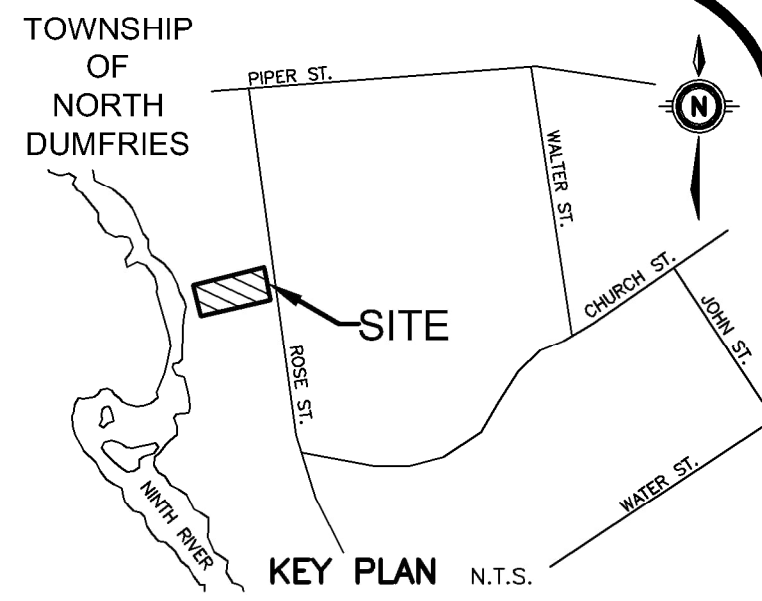 TOWNSHIP
OF
NORTH
DUMFRIES
PIPER ST.
N
WALTER ST.
CHURCH ST.
JOHN ST.
SITE
ROSE ST.
WATER ST.
NINTH RIVER
KEY PLAN N.T.S.